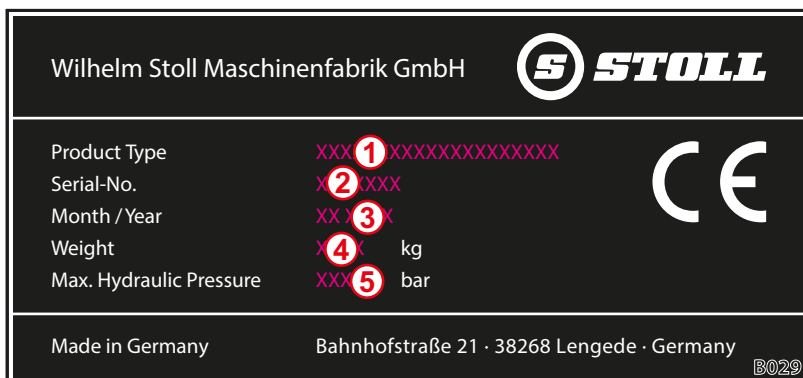 Wilhelm Stoll Maschinenfabrik GmbH S STOLL
Product Type XXX 1 XXXXXXXXXXXXXX CE
Serial-No. X 2 XXXX
Month / Year XX X 3 X
Weight X 4 X kg
Max. Hydraulic Pressure XXX 5 bar
Made in Germany Bahnhofstraße 21 · 38268 Lengede · Germany
B029